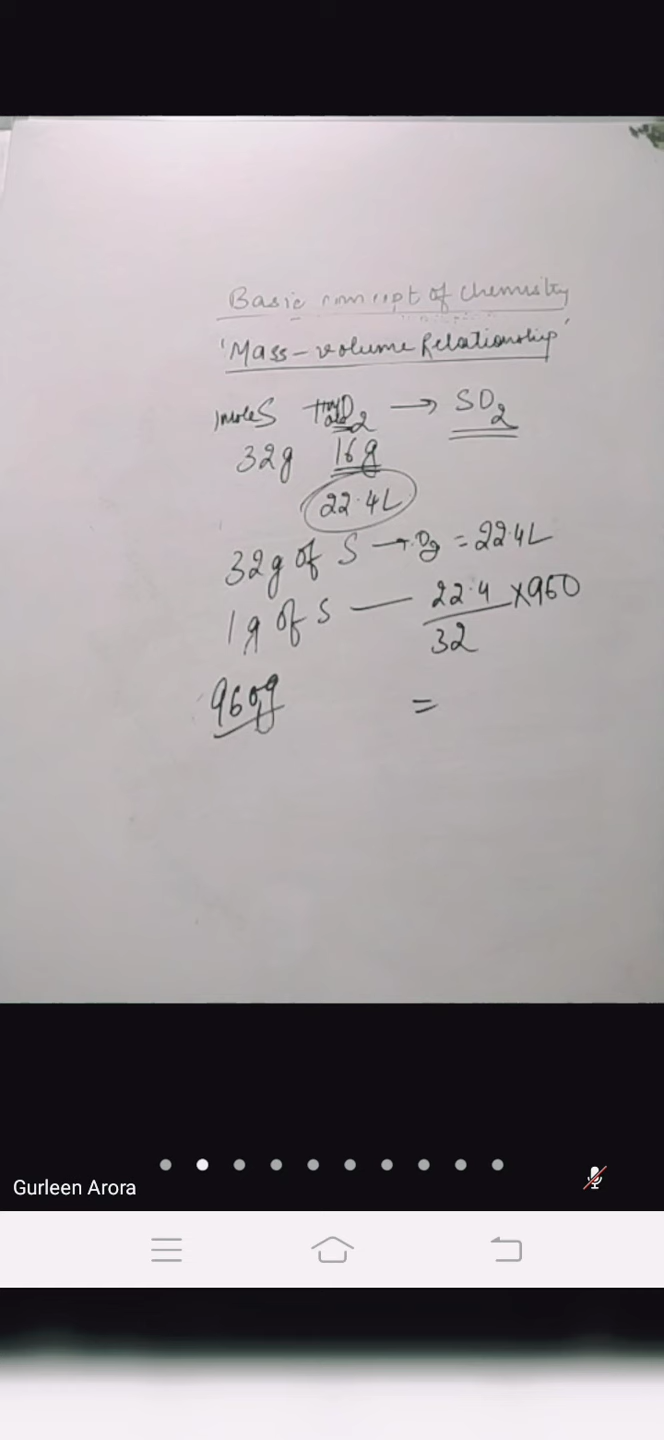 Basic concept of Chemistry
'Mass-volume Relationship'
1mole S O2 → SO2
32g 16g
22.4L
32g of S → O2 = 22.4L
1g of S — 22.4/32 ×960
960g =
Gurleen Arora